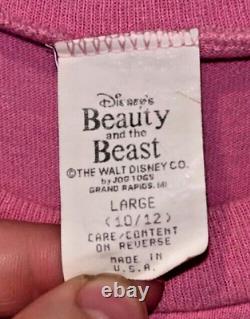 Disney's
Beauty
and the
Beast
©THE WALT DISNEY CO.
by JOG TOGS
GRAND RAPIDS, MI
LARGE
(10/12)
CARE/CONTENT
ON REVERSE
MADE IN
U.S.A.